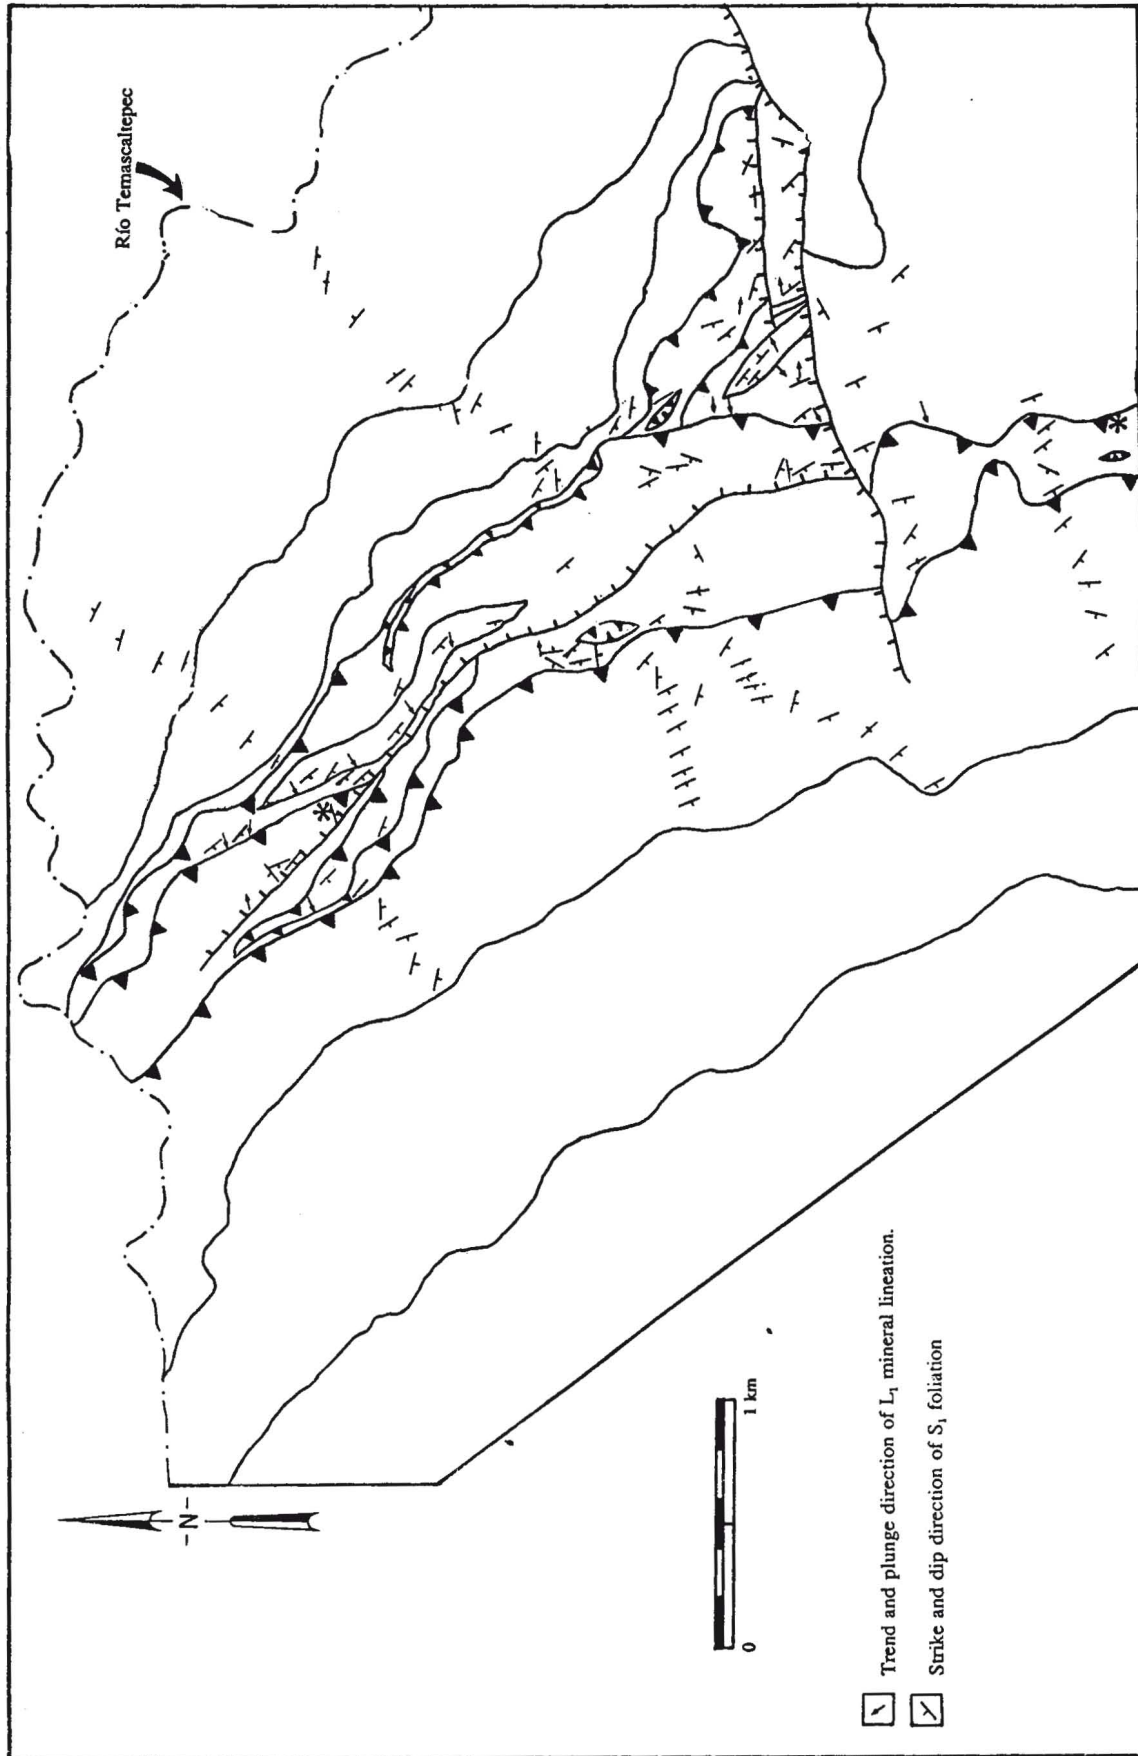 Río Temascaltepec
-N-
0
1 km
Trend and plunge direction of L₁ mineral lineation.
Strike and dip direction of S₁ foliation